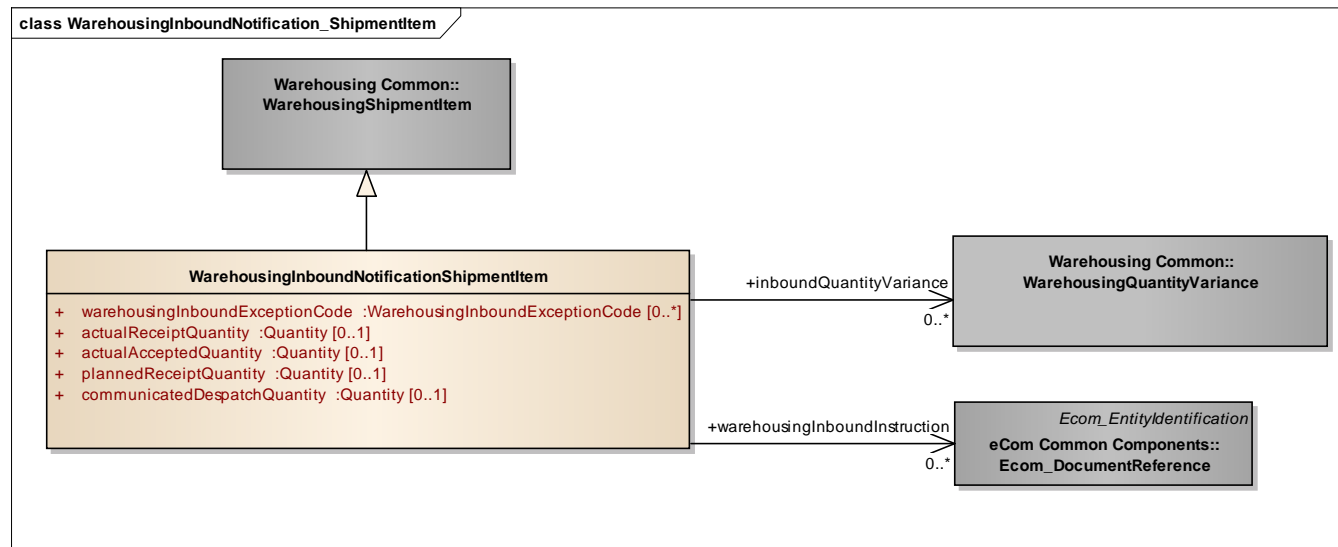 class WarehousingInboundNotification_ShipmentItem
Warehousing Common::
WarehousingShipmentItem
WarehousingInboundNotificationShipmentItem
+ warehousingInboundExceptionCode :WarehousingInboundExceptionCode [0..*]
+ actualReceiptQuantity :Quantity [0..1]
+ actualAcceptedQuantity :Quantity [0..1]
+ plannedReceiptQuantity :Quantity [0..1]
+ communicatedDespatchQuantity :Quantity [0..1]
+inboundQuantityVariance
0..*
Warehousing Common::
WarehousingQuantityVariance
+warehousingInboundInstruction
0..*
Ecom_EntityIdentification
eCom Common Components::
Ecom_DocumentReference